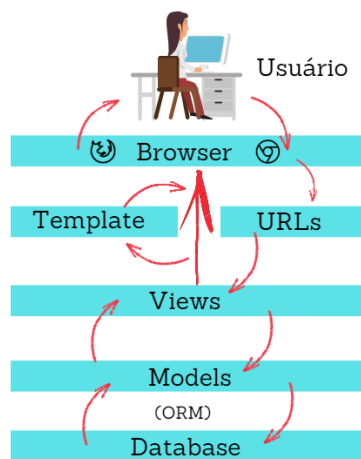 Usuário
Browser
Template
URLs
Views
Models
(ORM)
Database